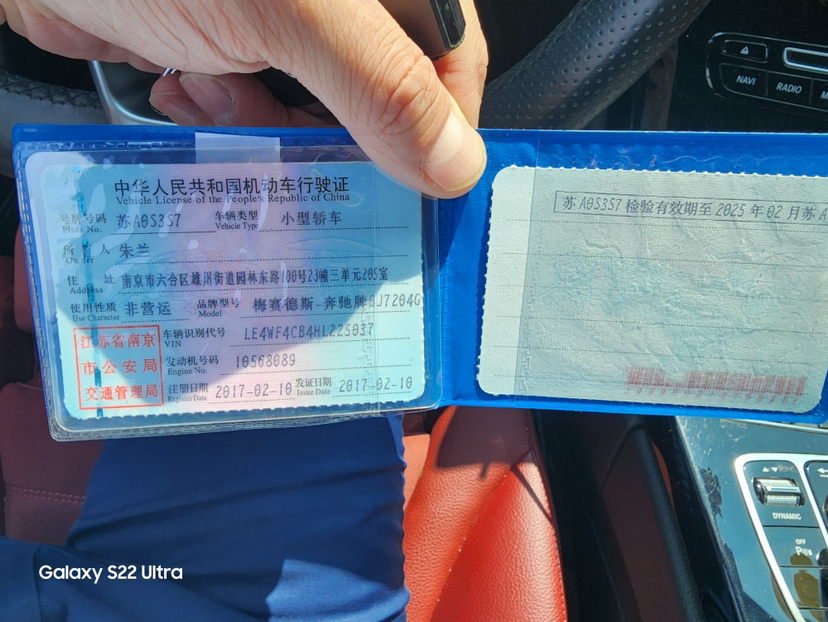 中华人民共和国机动车行驶证
Vehicle License of the People's Republic of China
号牌号码 苏A0S3S7 车辆类型 小型轿车
Plate No. Vehicle Type
所有人 朱兰
Owner
住址 南京市六合区雄州街道园林东路100号23幢三单元205室
Address
使用性质 非营运 品牌型号 梅赛德斯-奔驰牌BJ7204G
Use Character Model
江苏省南京
市公安局
交通管理局
车辆识别代号 LE4WF4CB4HL225037
VIN
发动机号码 10568089
Engine No.
注册日期 2017-02-10 发证日期 2017-02-10
Register Date Issue Date
苏A0S3S7 检验有效期至 2025年02月苏A
NAVI
RADIO
DYNAMIC
OFF
Galaxy S22 Ultra